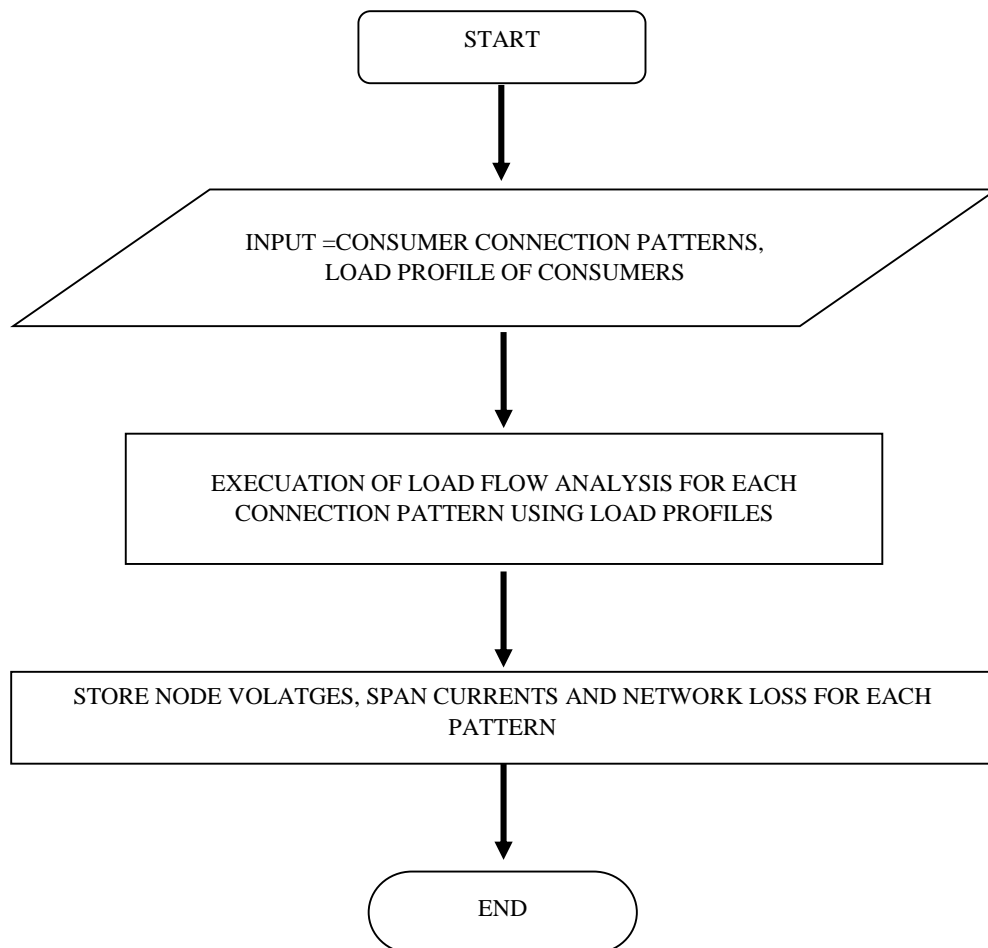 START
INPUT =CONSUMER CONNECTION PATTERNS,
LOAD PROFILE OF CONSUMERS
EXECUATION OF LOAD FLOW ANALYSIS FOR EACH
CONNECTION PATTERN USING LOAD PROFILES
STORE NODE VOLATGES, SPAN CURRENTS AND NETWORK LOSS FOR EACH
PATTERN
END